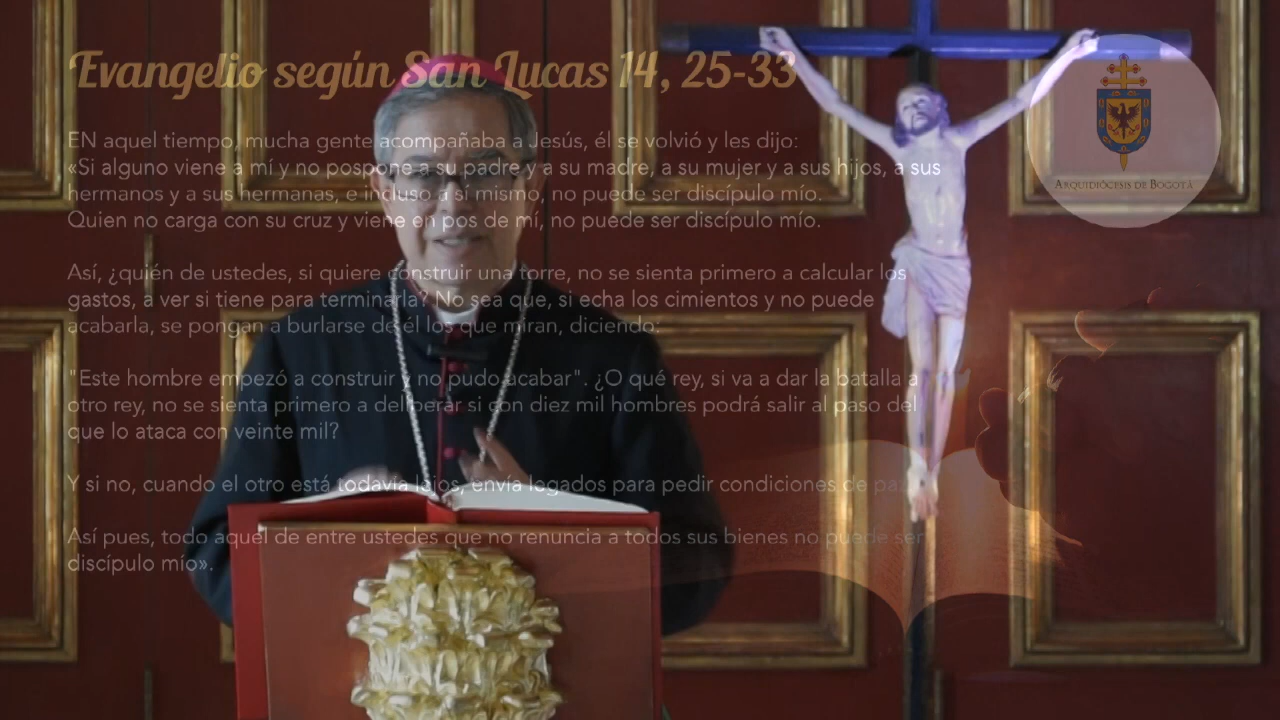 Evangelio según San Lucas 14, 25-33
EN aquel tiempo, mucha gente acompañaba a Jesús, él se volvió y les dijo:
«Si alguno viene a mí y no pospone a su padre y a su madre, a su mujer y a sus hijos, a sus
hermanos y a sus hermanas, e incluso a sí mismo, no puede ser discípulo mío.
Quien no carga con su cruz y viene en pos de mí, no puede ser discípulo mío.
Así, ¿quién de ustedes, si quiere construir una torre, no se sienta primero a calcular los
gastos, a ver si tiene para terminarla? No sea que, si echa los cimientos y no puede
acabarla, se pongan a burlarse de él los que miran, diciendo:
"Este hombre empezó a construir y no pudo acabar". ¿O qué rey, si va a dar la batalla a
otro rey, no se sienta primero a deliberar si con diez mil hombres podrá salir al paso del
que lo ataca con veinte mil?
Y si no, cuando el otro está todavía lejos, envía legados para pedir condiciones de paz.
Así pues, todo aquel de entre ustedes que no renuncia a todos sus bienes no puede ser
discípulo mío».
ARQUIDIÓCESIS DE BOGOTÁ